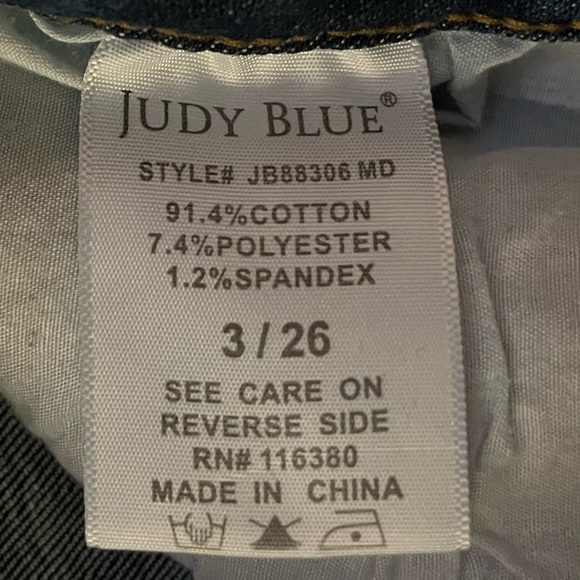 JUDY BLUE®
STYLE# JB88306 MD
91.4%COTTON
7.4%POLYESTER
1.2%SPANDEX
3 / 26
SEE CARE ON
REVERSE SIDE
RN# 116380
MADE IN CHINA